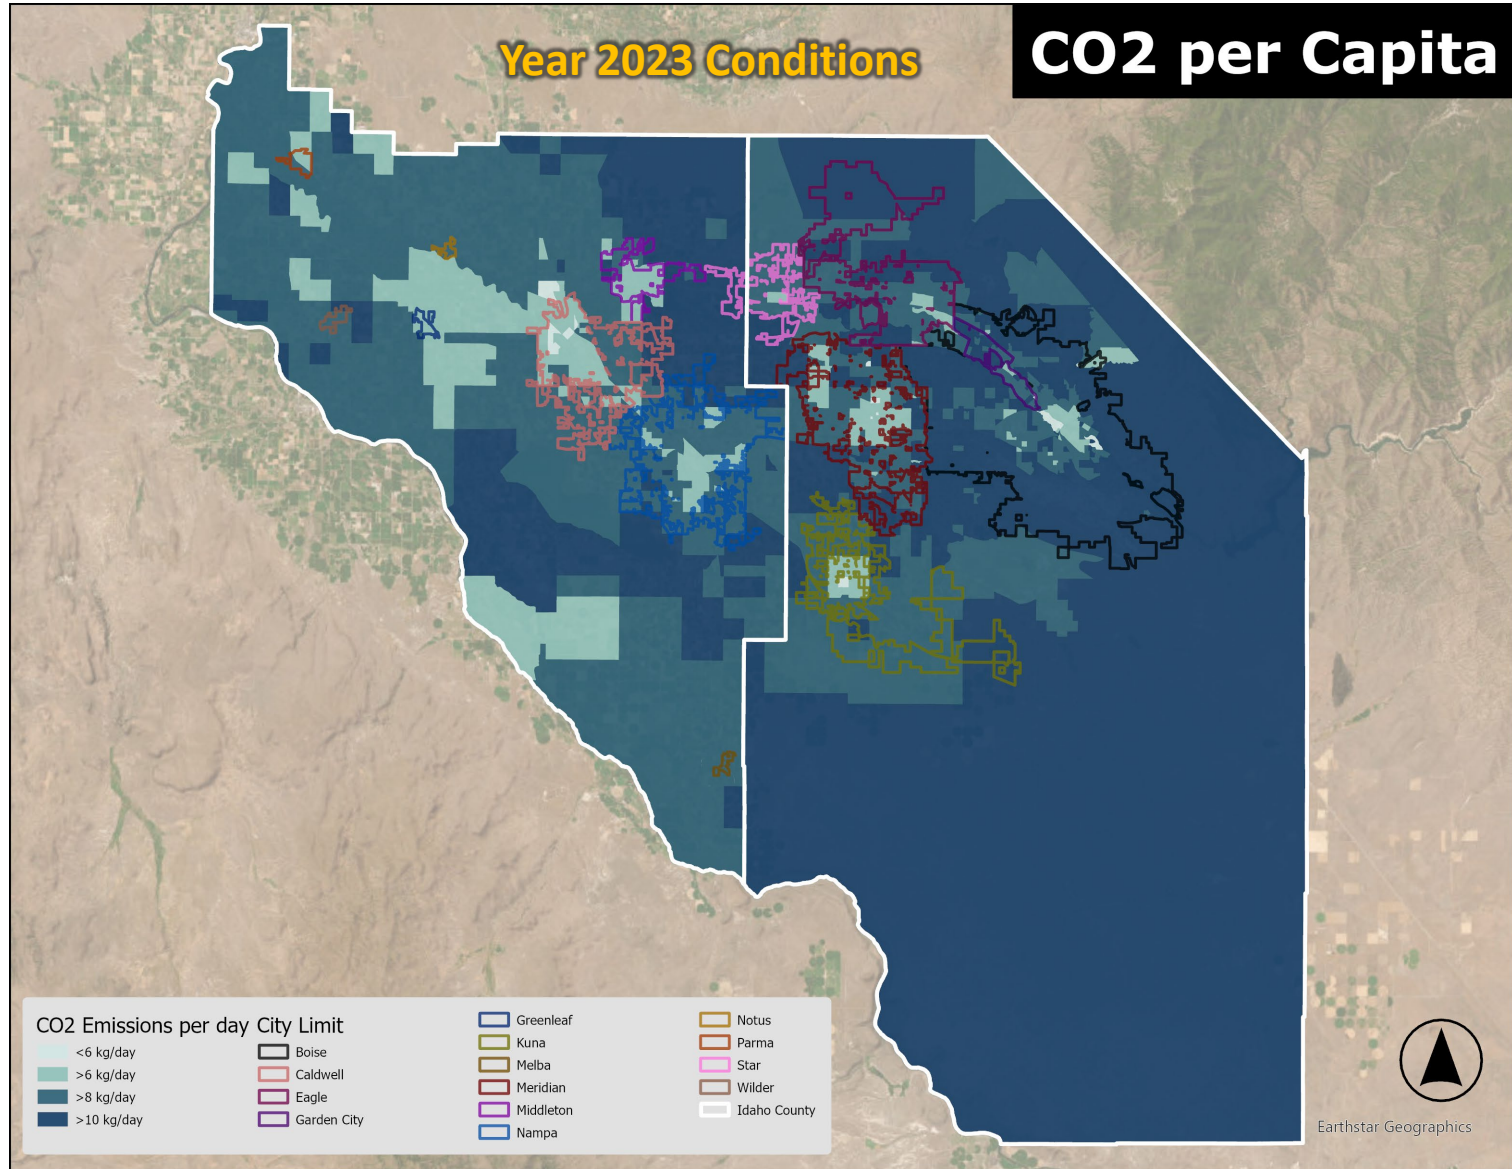 Year 2023 Conditions
CO2 per Capita
CO2 Emissions per day
<6 kg/day
>6 kg/day
>8 kg/day
>10 kg/day
City Limit
Boise
Caldwell
Eagle
Garden City
Greenleaf
Kuna
Melba
Meridian
Middleton
Nampa
Notus
Parma
Star
Wilder
Idaho County
Earthstar Geographics